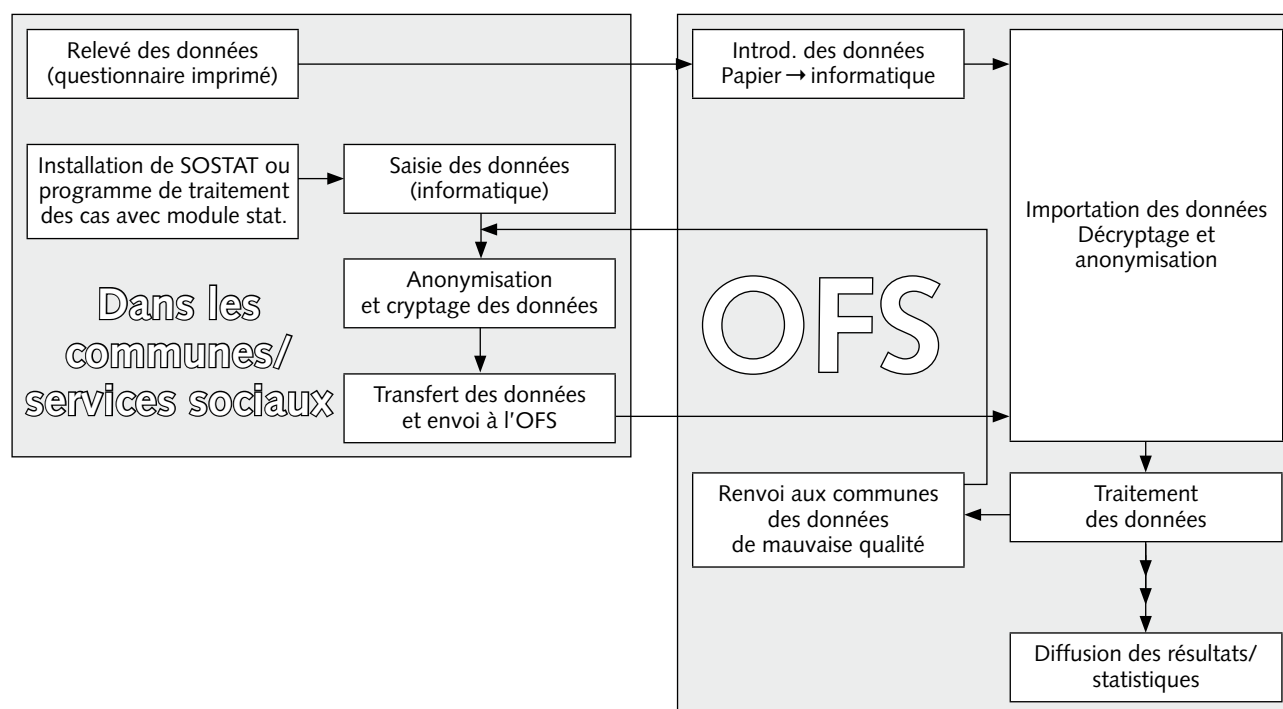 Relevé des données
(questionnaire imprimé)
Introd. des données
Papier → informatique
Installation de SOSTAT ou
programme de traitement
des cas avec module stat.
Saisie des données
(informatique)
Importation des données
Décryptage et
anonymisation
Anonymisation
et cryptage des données
Dans les
communes/
services sociaux
OFS
Transfert des données
et envoi à l'OFS
Renvoi aux communes
des données
de mauvaise qualité
Traitement
des données
Diffusion des résultats/
statistiques